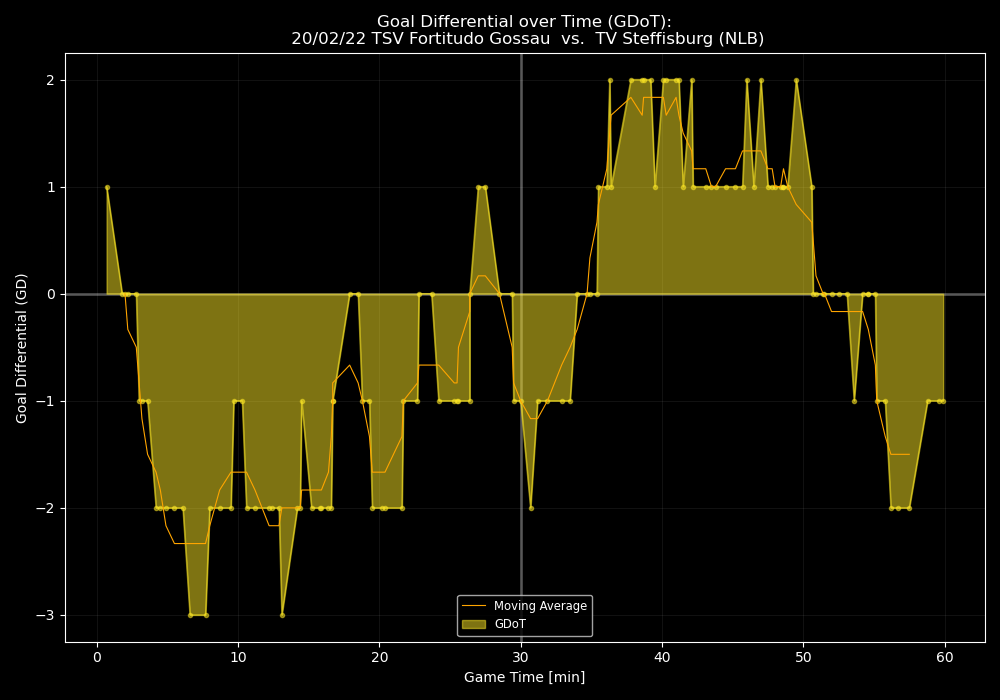 Goal Differential over Time (GDoT):
20/02/22 TSV Fortitudo Gossau  vs.  TV Steffisburg (NLB)
Goal Differential (GD)
2
1
0
−1
−2
−3
Moving Average
GDoT
0 10 20 30 40 50 60
Game Time [min]